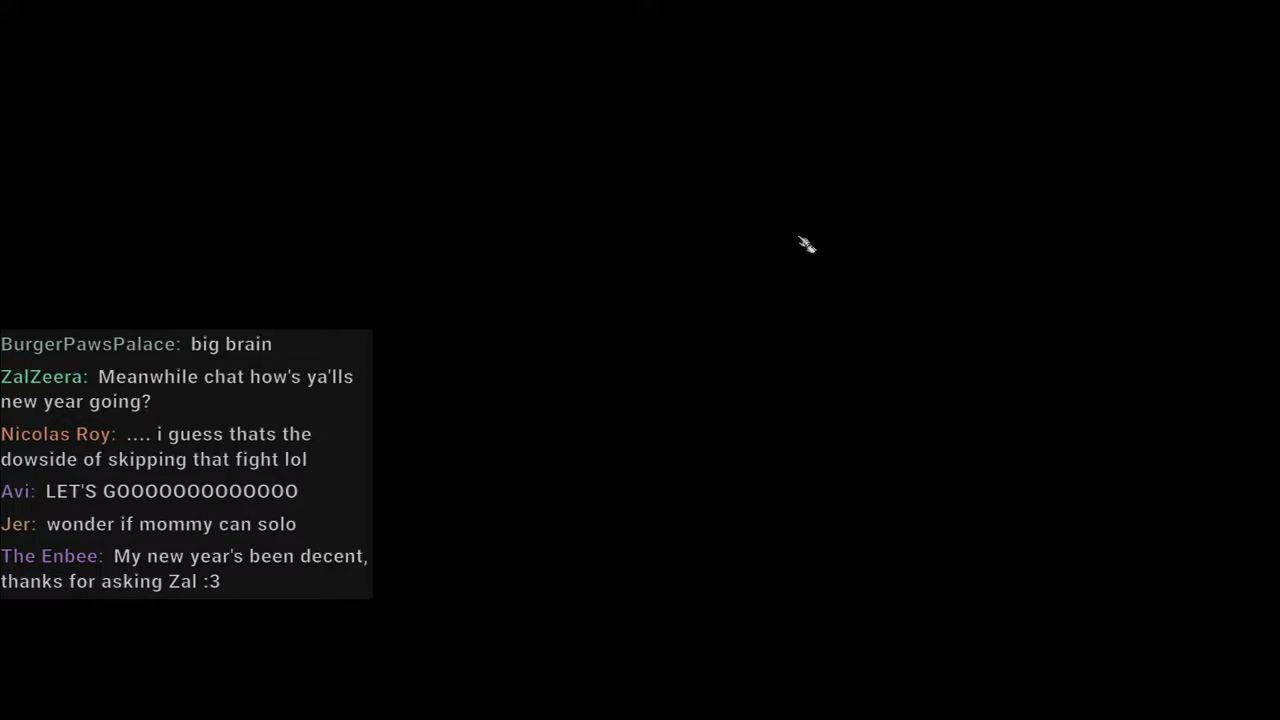 BurgerPawsPalace: big brain
ZalZeera: Meanwhile chat how's ya'lls
new year going?
Nicolas Roy: .... i guess thats the
dowside of skipping that fight lol
Avi: LET'S GOOOOOOOOOOOOOO
Jer: wonder if mommy can solo
The Enbee: My new year's been decent,
thanks for asking Zal :3